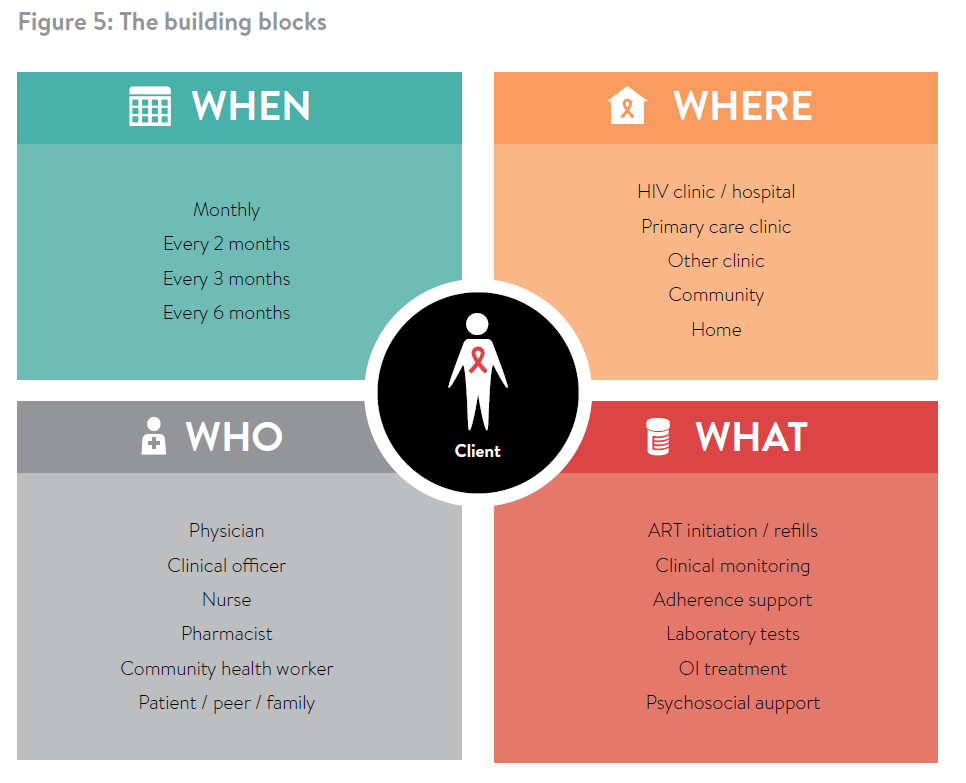 Figure 5: The building blocks
WHEN
Monthly
Every 2 months
Every 3 months
Every 6 months
WHERE
HIV clinic / hospital
Primary care clinic
Other clinic
Community
Home
Client
WHO
Physician
Clinical officer
Nurse
Pharmacist
Community health worker
Patient / peer / family
WHAT
ART initiation / refills
Clinical monitoring
Adherence support
Laboratory tests
OI treatment
Psychosocial aupport